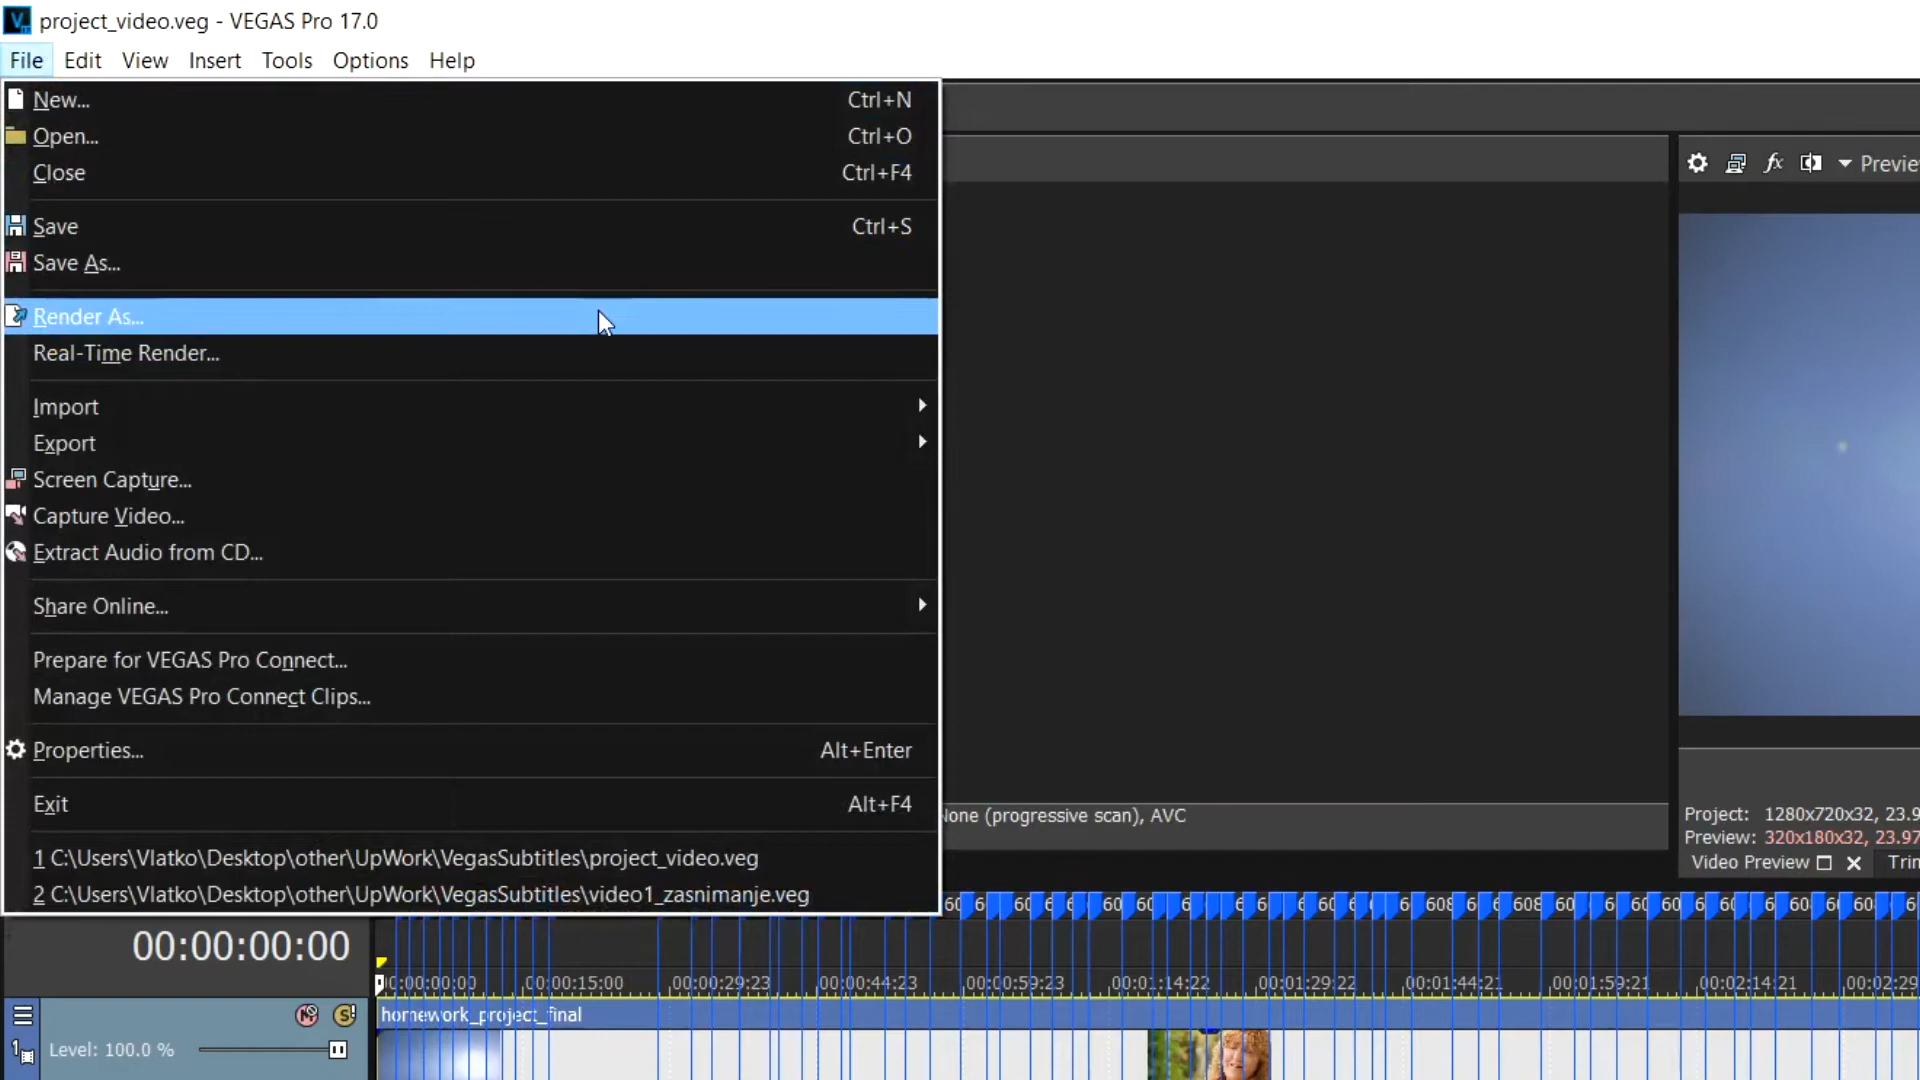 project_video.veg - VEGAS Pro 17.0
File Edit View Insert Tools Options Help
New... Ctrl+N
Open... Ctrl+O
Close Ctrl+F4
Save Ctrl+S
Save As...
Render As...
Real-Time Render...
Import
Export
Screen Capture...
Capture Video...
Extract Audio from CD...
Share Online...
Prepare for VEGAS Pro Connect...
Manage VEGAS Pro Connect Clips...
Properties... Alt+Enter
Exit Alt+F4
1 C:\Users\Vlatko\Desktop\other\UpWork\VegasSubtitles\project_video.veg
2 C:\Users\Vlatko\Desktop\other\UpWork\VegasSubtitles\video1_zasnimanje.veg
fx Previe
None (progressive scan), AVC
Project: 1280x720x32, 23.9
Preview: 320x180x32, 23.97
Video Preview Trin
00:00:00:00
00:00:00:00 00:00:15:00 00:00:29:23 00:00:44:23 00:00:59:23 00:01:14:22 00:01:29:22 00:01:44:21 00:01:59:21 00:02:14:21 00:02:29
homework_project_final
1 Level: 100.0 %